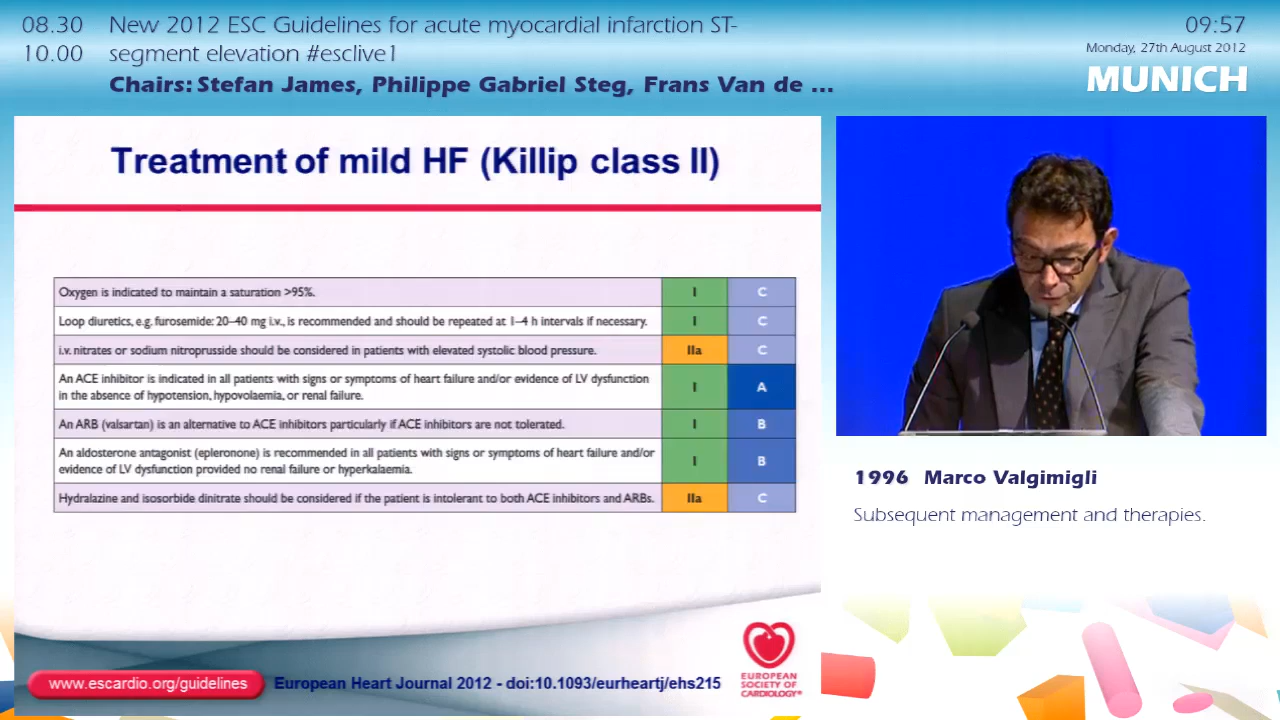 08.30 New 2012 ESC Guidelines for acute myocardial infarction ST-
10.00 segment elevation #esclive1
Chairs: Stefan James, Philippe Gabriel Steg, Frans Van de ...
09:57
Monday, 27th August 2012
MUNICH
Treatment of mild HF (Killip class II)
Oxygen is indicated to maintain a saturation >95%. I C
Loop diuretics, e.g. furosemide: 20–40 mg i.v., is recommended and should be repeated at 1–4 h intervals if necessary. I C
i.v. nitrates or sodium nitroprusside should be considered in patients with elevated systolic blood pressure. IIa C
An ACE inhibitor is indicated in all patients with signs or symptoms of heart failure and/or evidence of LV dysfunction
in the absence of hypotension, hypovolaemia, or renal failure. I A
An ARB (valsartan) is an alternative to ACE inhibitors particularly if ACE inhibitors are not tolerated. I B
An aldosterone antagonist (epleronone) is recommended in all patients with signs or symptoms of heart failure and/or
evidence of LV dysfunction provided no renal failure or hyperkalaemia. I B
Hydralazine and isosorbide dinitrate should be considered if the patient is intolerant to both ACE inhibitors and ARBs. IIa C
www.escardio.org/guidelines
European Heart Journal 2012 - doi:10.1093/eurheartj/ehs215
EUROPEAN
SOCIETY OF
CARDIOLOGY®
1996 Marco Valgimigli
Subsequent management and therapies.